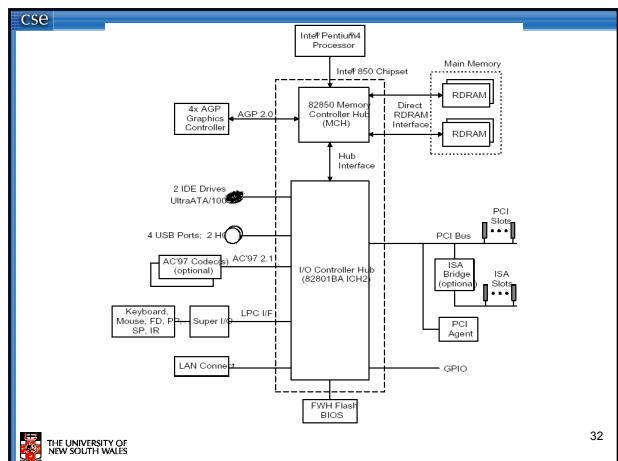 cse
Intel® Pentium®4
Processor
Intel® 850 Chipset
Main Memory
4x AGP
Graphics
Controller
AGP 2.0
82850 Memory
Controller Hub
(MCH)
Direct
RDRAM
Interface
RDRAM
RDRAM
Hub
Interface
2 IDE Drives
UltraATA/100
4 USB Ports; 2 HC
AC'97 Codec(s)
(optional)
AC'97 2.1
I/O Controller Hub
(82801BA ICH2)
PCI Bus
PCI
Slots
ISA
Bridge
(optional)
ISA
Slots
Keyboard,
Mouse, FD, PP,
SP, IR
Super I/O
LPC I/F
PCI
Agent
LAN Connect
GPIO
FWH Flash
BIOS
THE UNIVERSITY OF
NEW SOUTH WALES
32